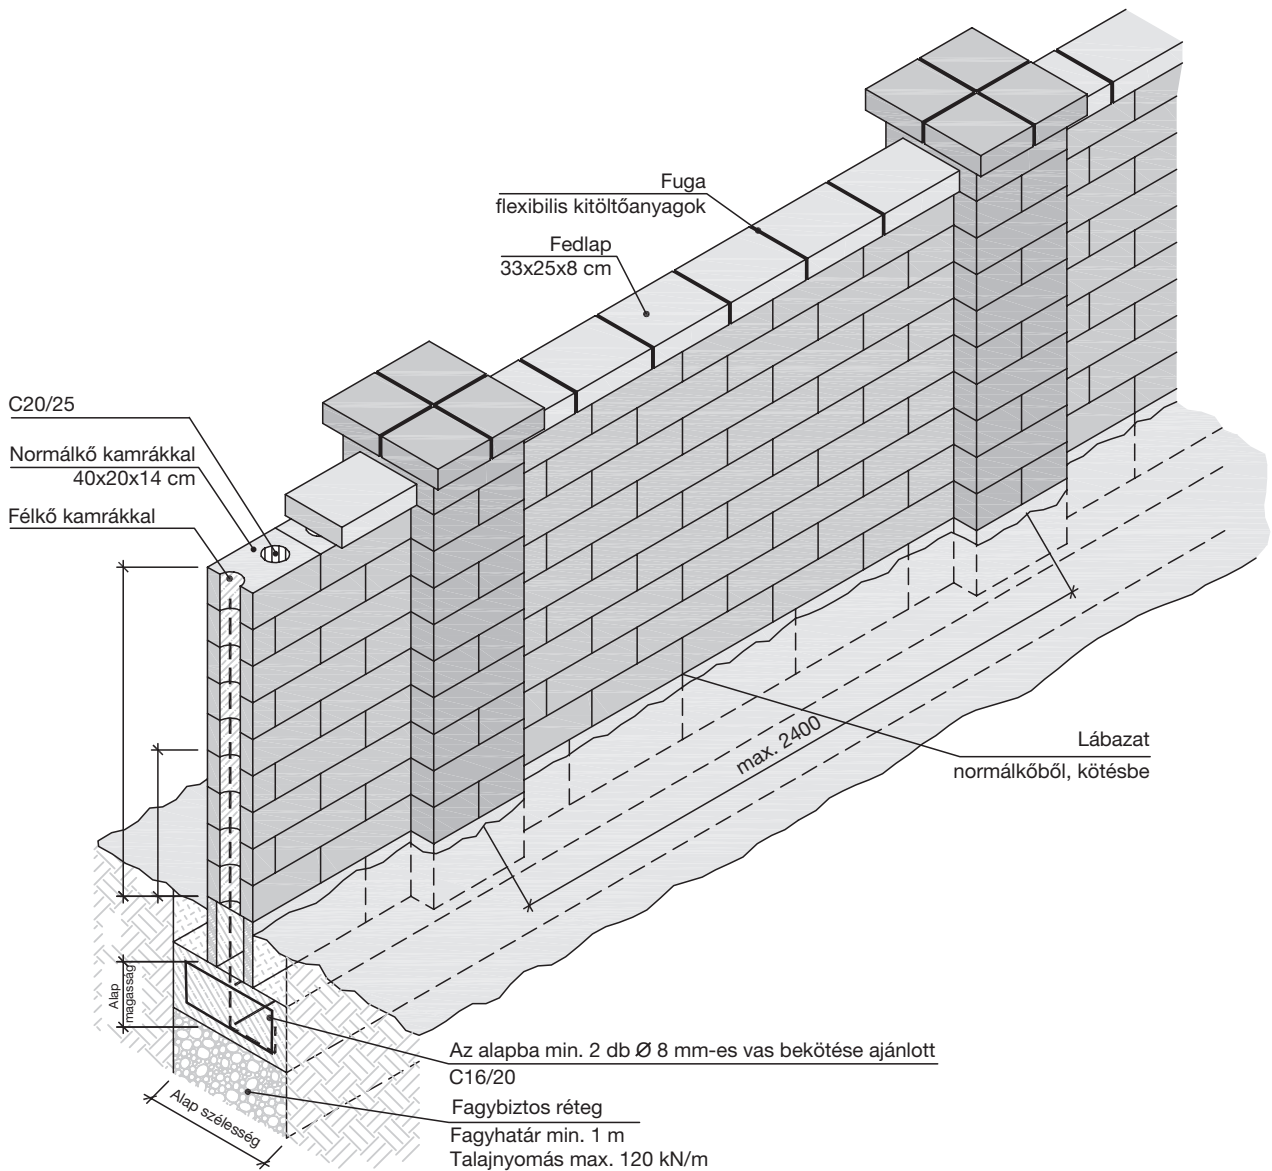 Fuga
flexibilis kitöltőanyagok
Fedlap
33x25x8 cm
C20/25
Normálkő kamrákkal
40x20x14 cm
Félkő kamrákkal
max. 2400
Lábazat
normálkőből, kötésbe
Alap
magasság
Az alapba min. 2 db Ø 8 mm-es vas bekötése ajánlott
C16/20
Alap szélesség
Fagybiztos réteg
Fagyhatár min. 1 m
Talajnyomás max. 120 kN/m